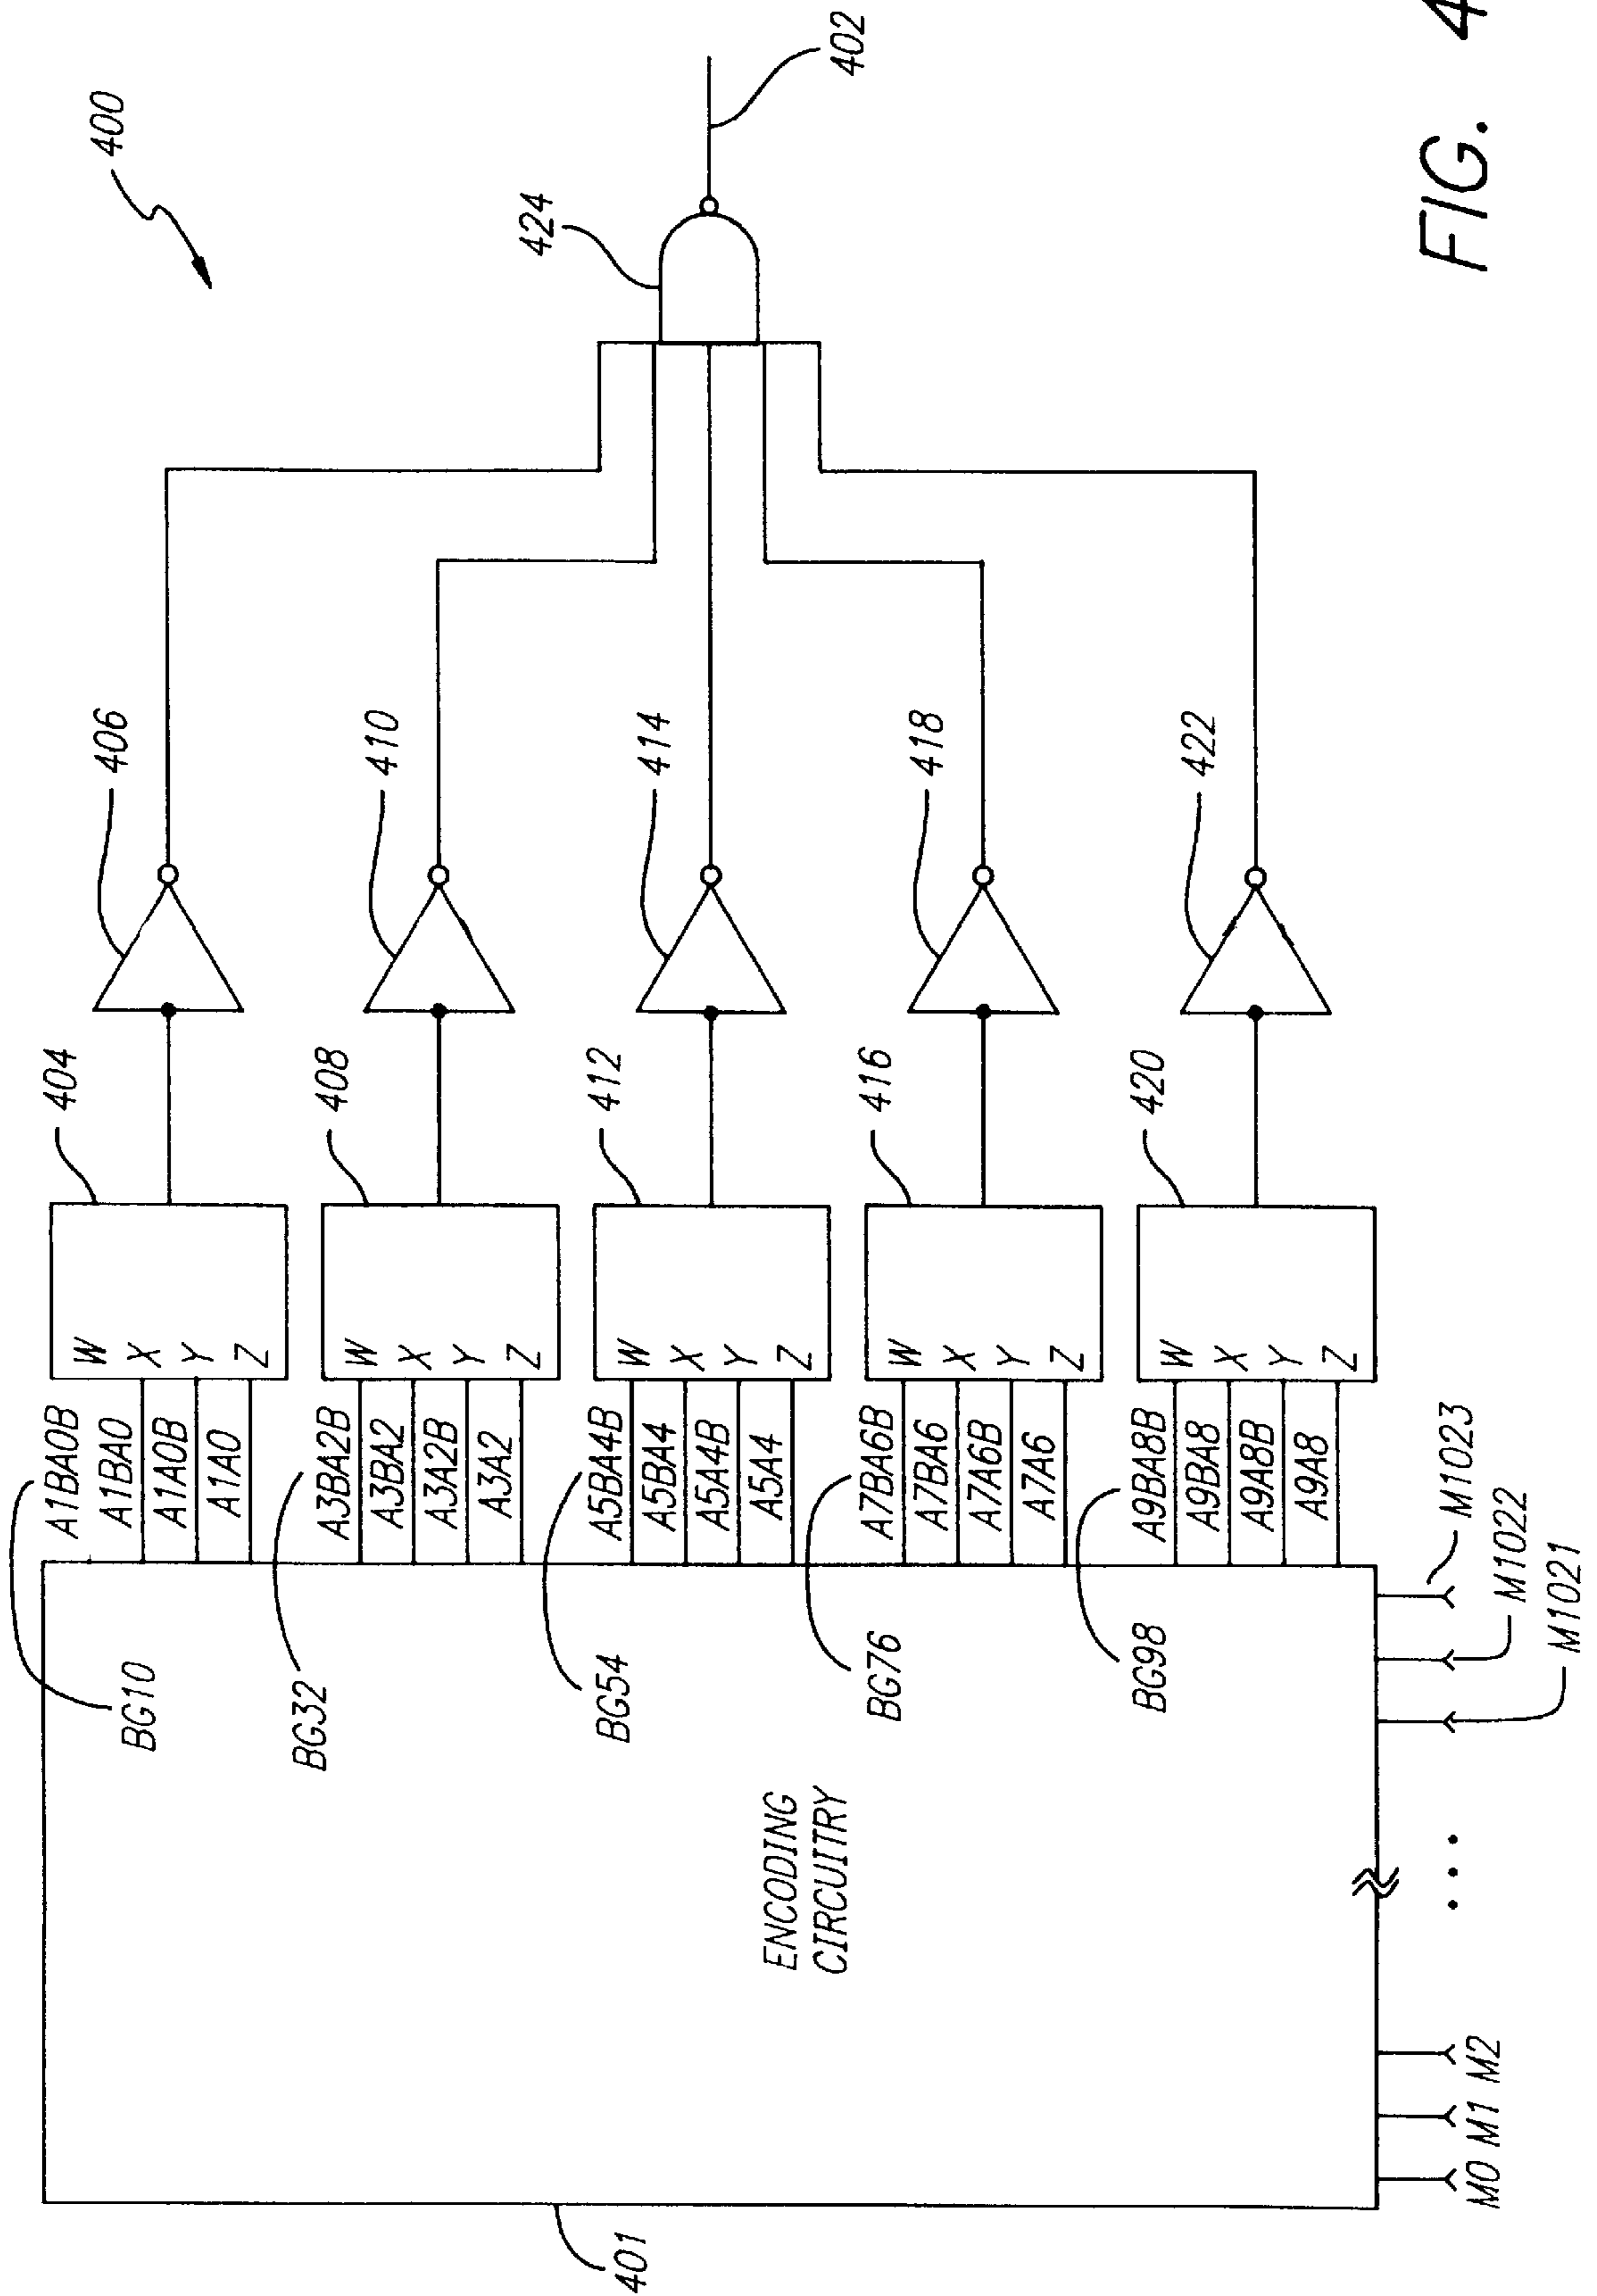 400
402
424
406
410
414
418
422
404
408
412
416
420
W
X
Y
Z
W
X
Y
Z
W
X
Y
Z
W
X
Y
Z
W
X
Y
Z
A1BA0B
A1BA0
A1A0B
A1A0
A3BA2B
A3BA2
A3A2B
A3A2
A5BA4B
A5BA4
A5A4B
A5A4
A7BA6B
A7BA6
A7A6B
A7A6
A9BA8B
A9BA8
A9A8B
A9A8
BG10
BG32
BG54
BG76
BG98
ENCODING
CIRCUITRY
401
M0 M1 M2
...
M1021
M1022
M1023
FIG. 4